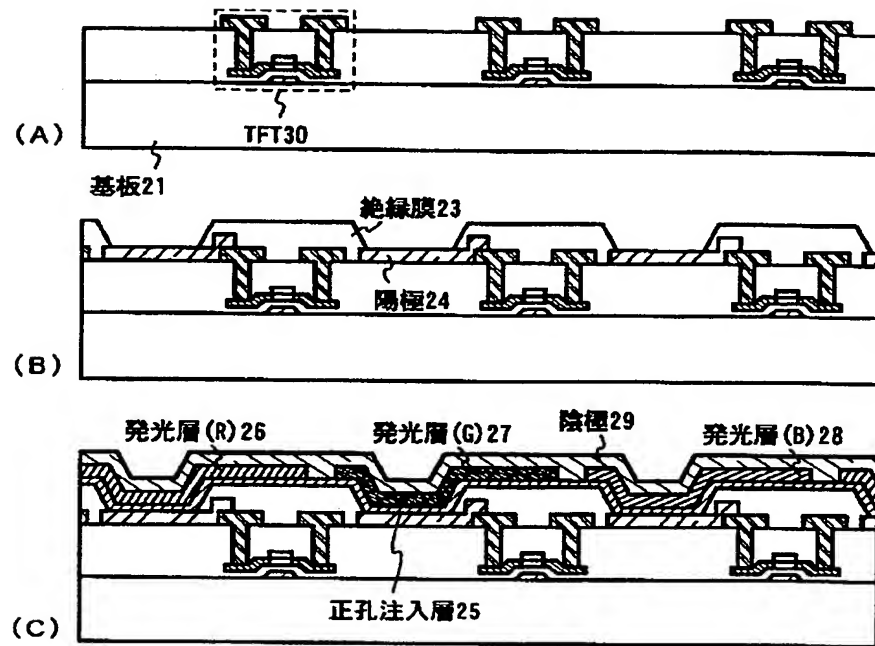 TFT30
(A)
基板21
絶縁膜23
陽極24
(B)
発光層(R)26
発光層(G)27
陰極29
発光層(B)28
正孔注入層25
(C)